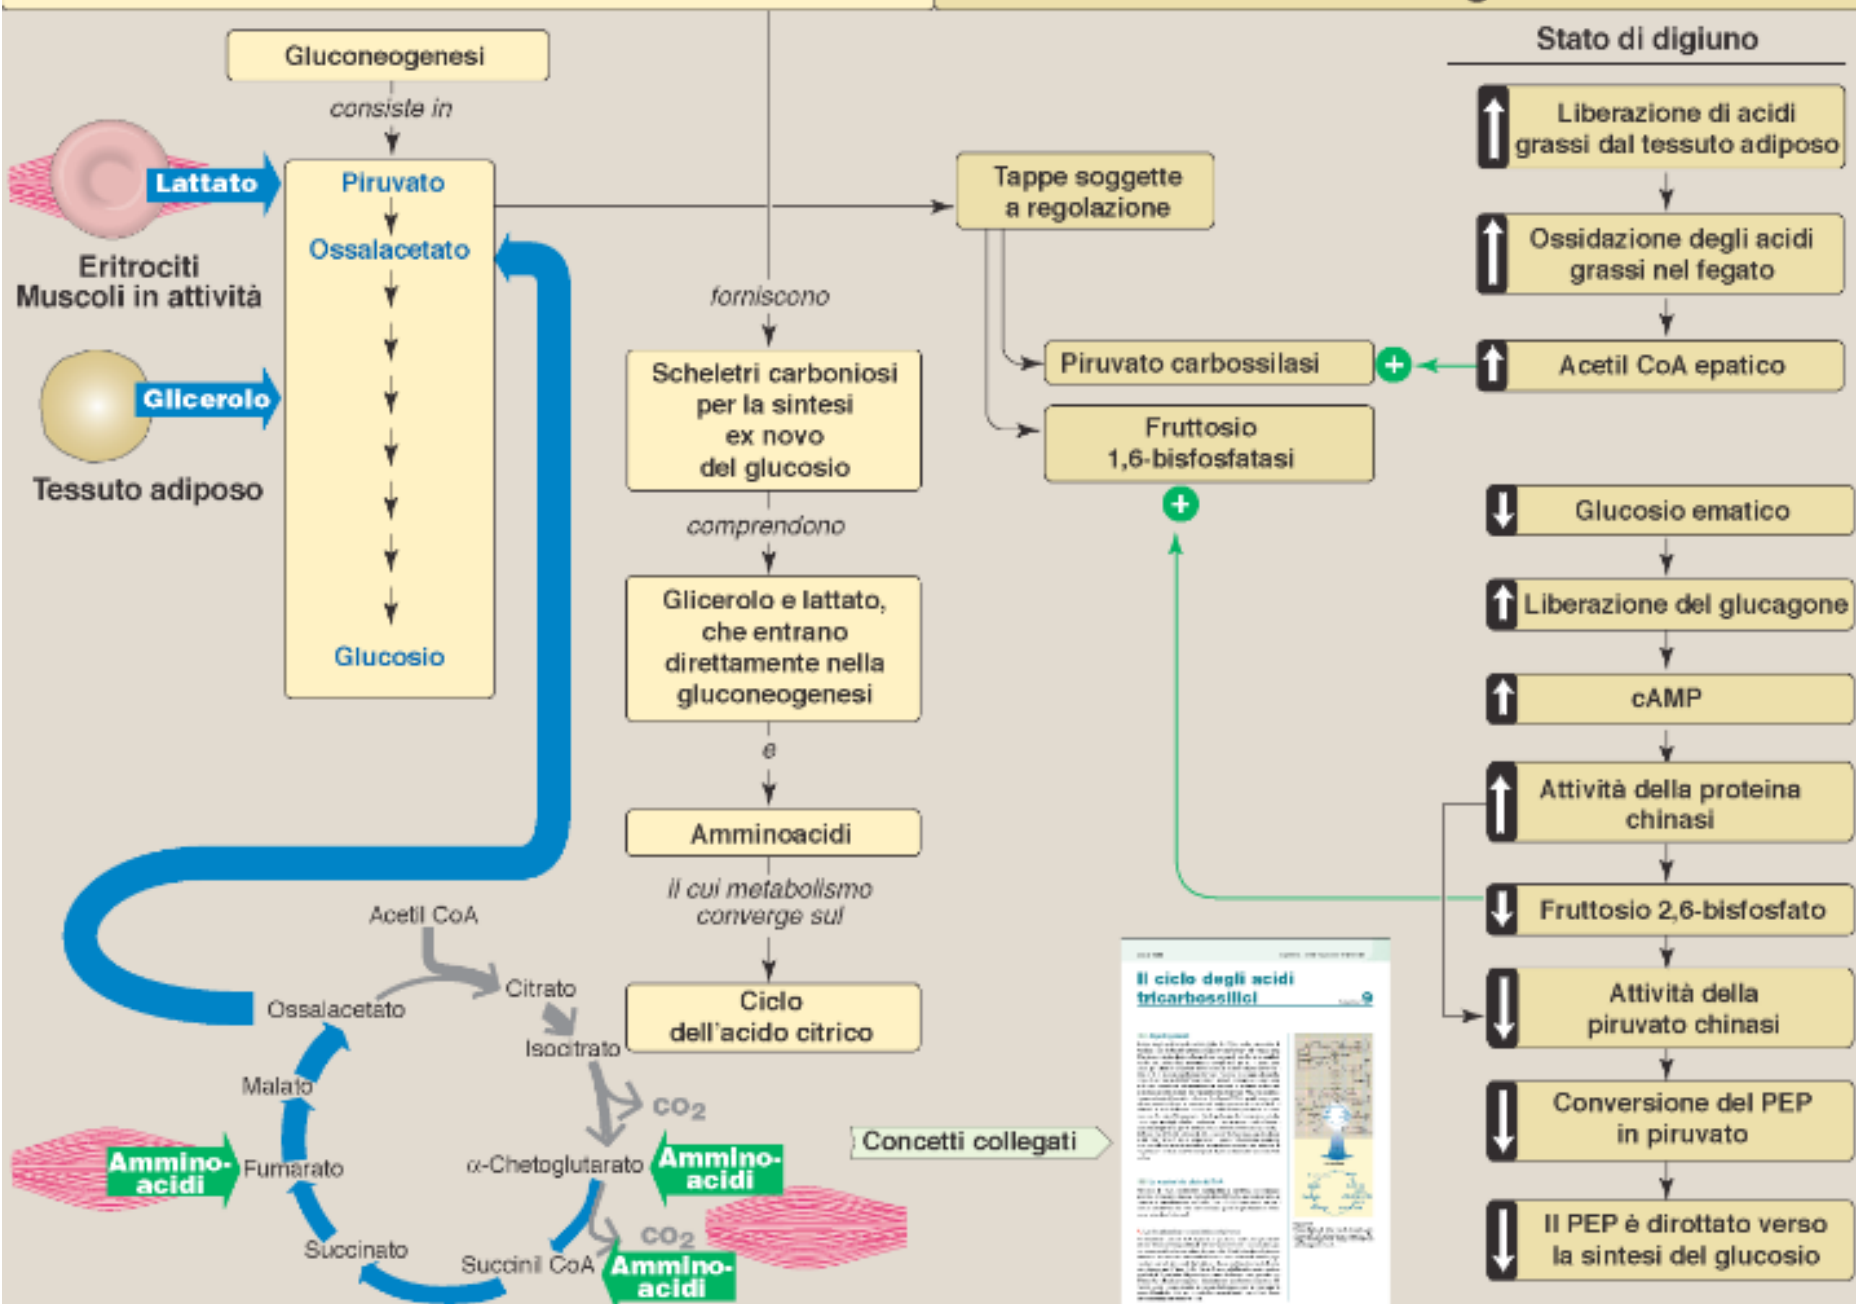 Gluconeogenesi
consiste in
Lattato
Piruvato
Ossalacetato
Eritrociti
Muscoli in attività
Glicerolo
Tessuto adiposo
Glucosio
forniscono
Scheletri carboniosi
per la sintesi
ex novo
del glucosio
comprendono
Glicerolo e lattato,
che entrano
direttamente nella
gluconeogenesi
e
Amminoacidi
il cui metabolismo
converge sul
Ciclo
dell'acido citrico
Tappe soggette
a regolazione
Piruvato carbossilasi
+
Fruttosio
1,6-bisfosfatasi
+
Stato di digiuno
Liberazione di acidi
grassi dal tessuto adiposo
Ossidazione degli acidi
grassi nel fegato
Acetil CoA epatico
Glucosio ematico
Liberazione del glucagone
cAMP
Attività della proteina
chinasi
Fruttosio 2,6-bisfosfato
Attività della
piruvato chinasi
Conversione del PEP
in piruvato
Il PEP è dirottato verso
la sintesi del glucosio
Acetil CoA
Ossalacetato
Citrato
Isocitrato
CO2
α-Chetoglutarato
Ammino-
acidi
CO2
Succinil CoA
Ammino-
acidi
Succinato
Fumarato
Ammino-
acidi
Malato
Concetti collegati
Il ciclo degli acidi
tricarbossilici
9